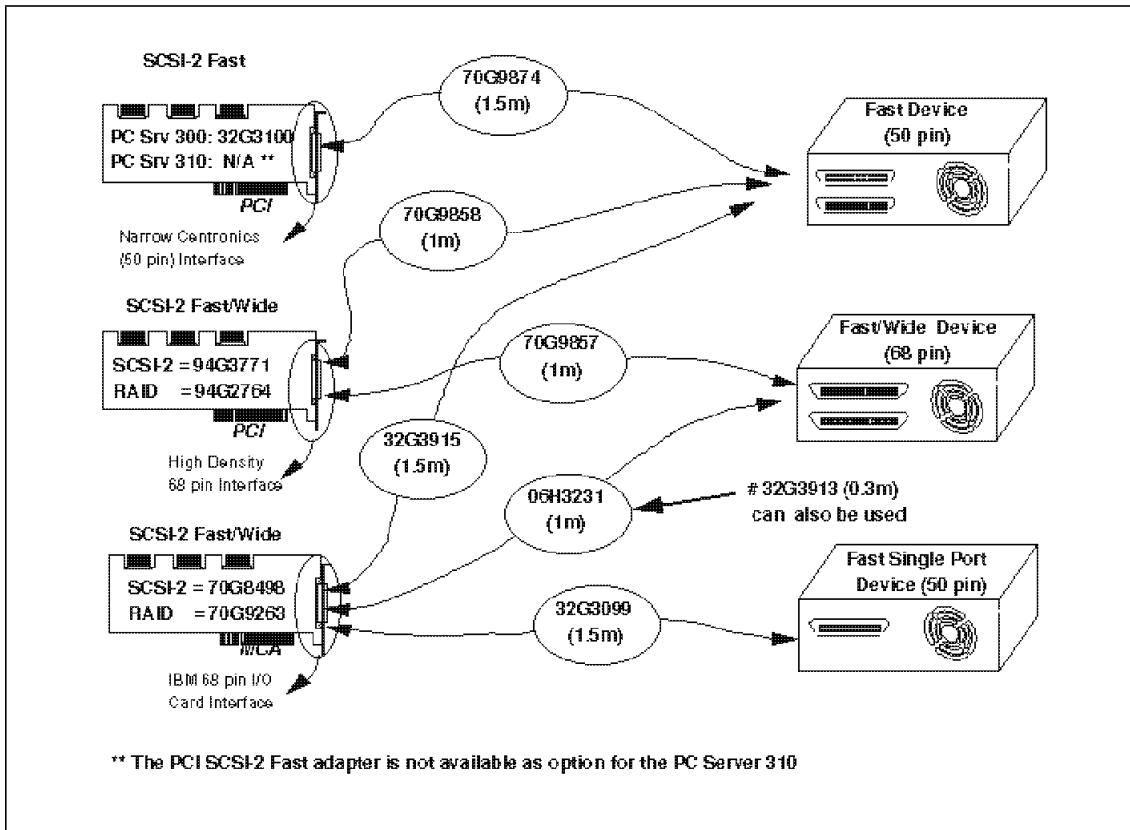 SCSI-2 Fast
PC Srv 300: 32G3100
PC Srv 310: N/A **
PCI
Narrow Centronics
(50 pin) Interface
70G9874
(1.5m)
Fast Device
(50 pin)
70G9858
(1m)
SCSI-2 Fast/Wide
SCSI-2 = 94G3771
RAID = 94G2764
PCI
High Density
68 pin Interface
70G9857
(1m)
Fast/Wide Device
(68 pin)
32G3915
(1.5m)
06H3231
(1m)
# 32G3913 (0.3m)
can also be used
SCSI-2 Fast/Wide
SCSI-2 = 70G8498
RAID =70G9263
MCA
IBM 68 pin I/O
Card Interface
32G3099
(1.5m)
Fast Single Port
Device (50 pin)
** The PCI SCSI-2 Fast adapter is not available as option for the PC Server 310